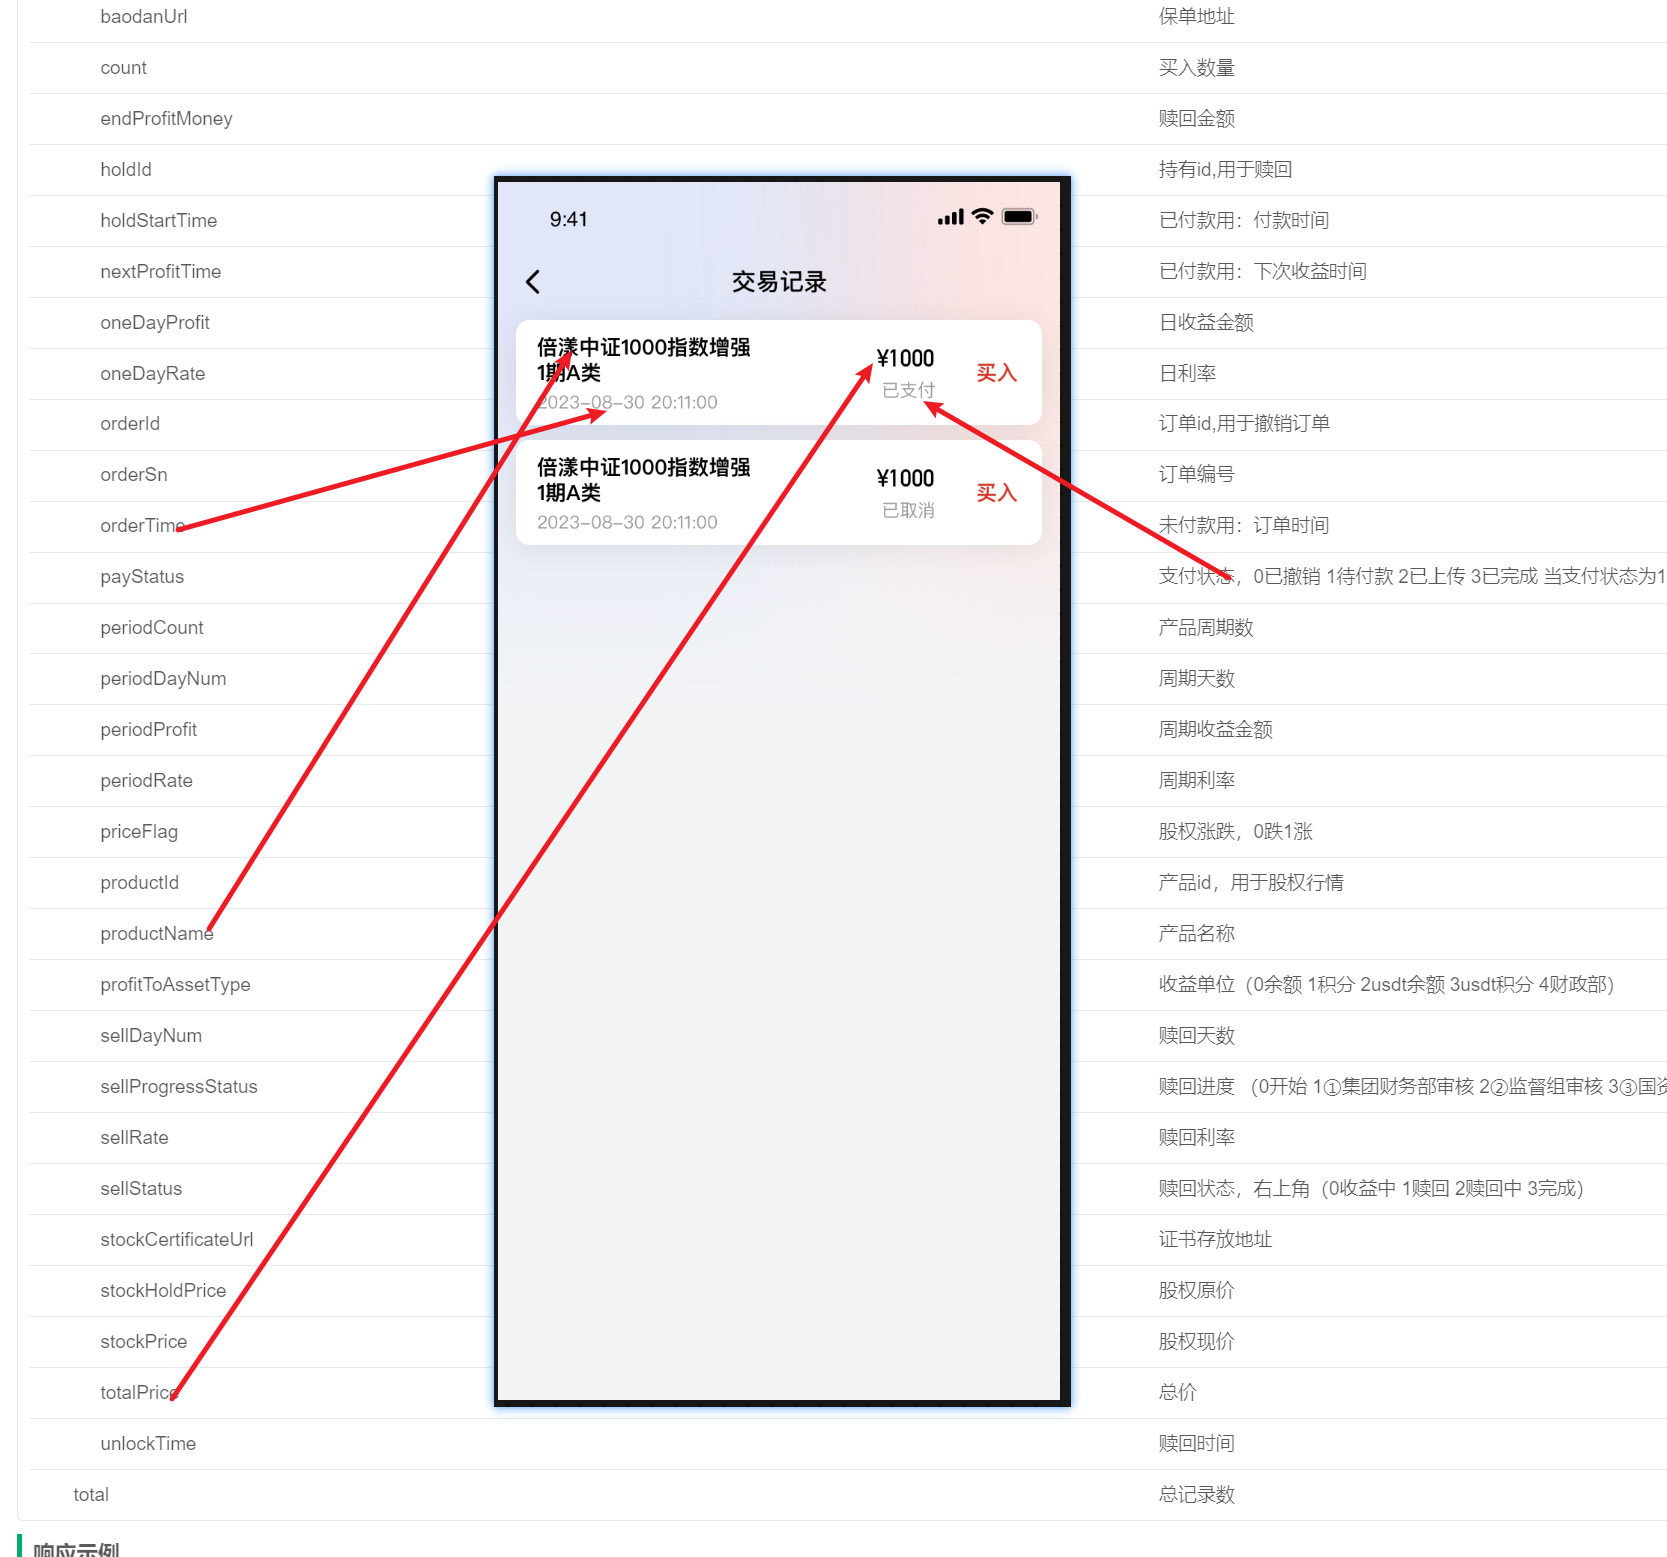 baodanUrl 保单地址
count 买入数量
endProfitMoney 赎回金额
holdId 持有id,用于赎回
holdStartTime 已付款用：付款时间
nextProfitTime 已付款用：下次收益时间
oneDayProfit 日收益金额
oneDayRate 日利率
orderId 订单id,用于撤销订单
orderSn 订单编号
orderTime 未付款用：订单时间
payStatus 支付状态，0已撤销 1待付款 2已上传 3已完成 当支付状态为1
periodCount 产品周期数
periodDayNum 周期天数
periodProfit 周期收益金额
periodRate 周期利率
priceFlag 股权涨跌，0跌1涨
productId 产品id，用于股权行情
productName 产品名称
profitToAssetType 收益单位（0余额 1积分 2usdt余额 3usdt积分 4财政部）
sellDayNum 赎回天数
sellProgressStatus 赎回进度 （0开始 1①集团财务部审核 2②监督组审核 3③国资
sellRate 赎回利率
sellStatus 赎回状态，右上角（0收益中 1赎回 2赎回中 3完成）
stockCertificateUrl 证书存放地址
stockHoldPrice 股权原价
stockPrice 股权现价
totalPrice 总价
unlockTime 赎回时间
total 总记录数
响应示例
9:41
交易记录
倍漾中证1000指数增强
1期A类
2023-08-30 20:11:00
¥1000
已支付
买入
倍漾中证1000指数增强
1期A类
2023-08-30 20:11:00
¥1000
已取消
买入